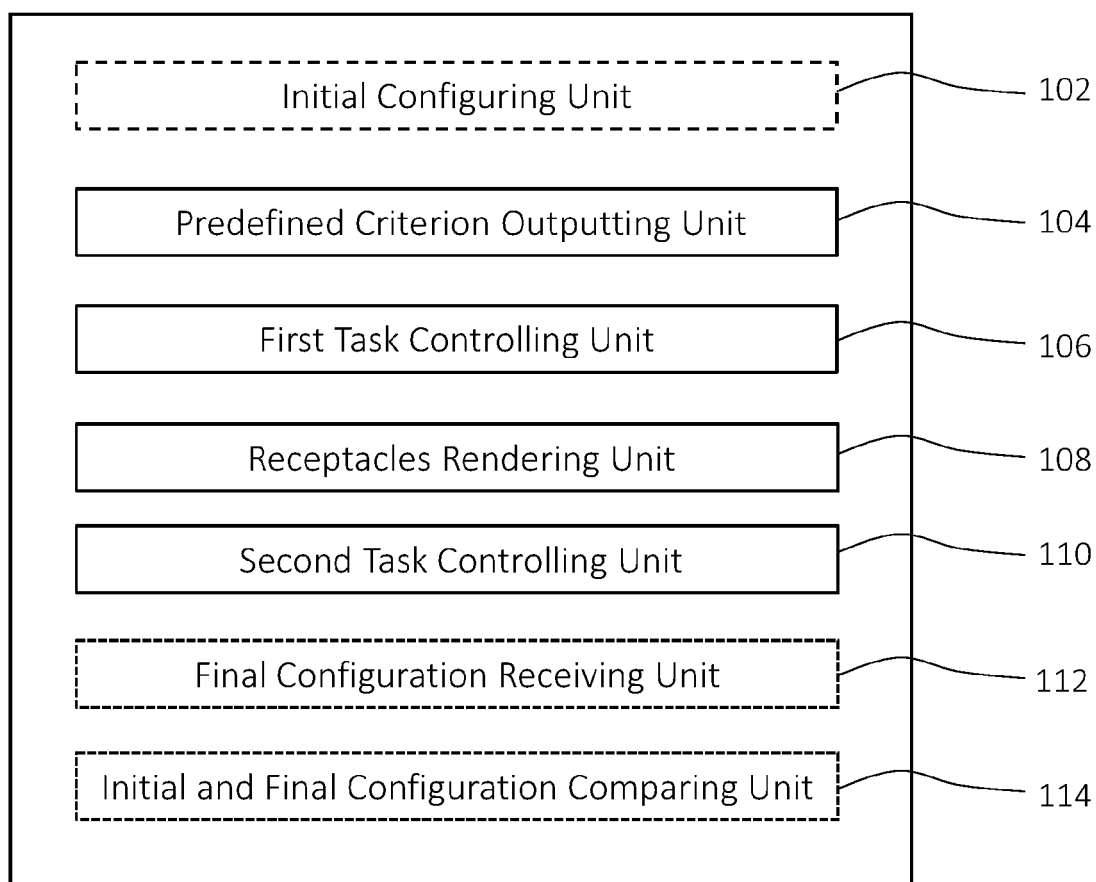 Initial Configuring Unit 102
Predefined Criterion Outputting Unit 104
First Task Controlling Unit 106
Receptacles Rendering Unit 108
Second Task Controlling Unit 110
Final Configuration Receiving Unit 112
Initial and Final Configuration Comparing Unit 114